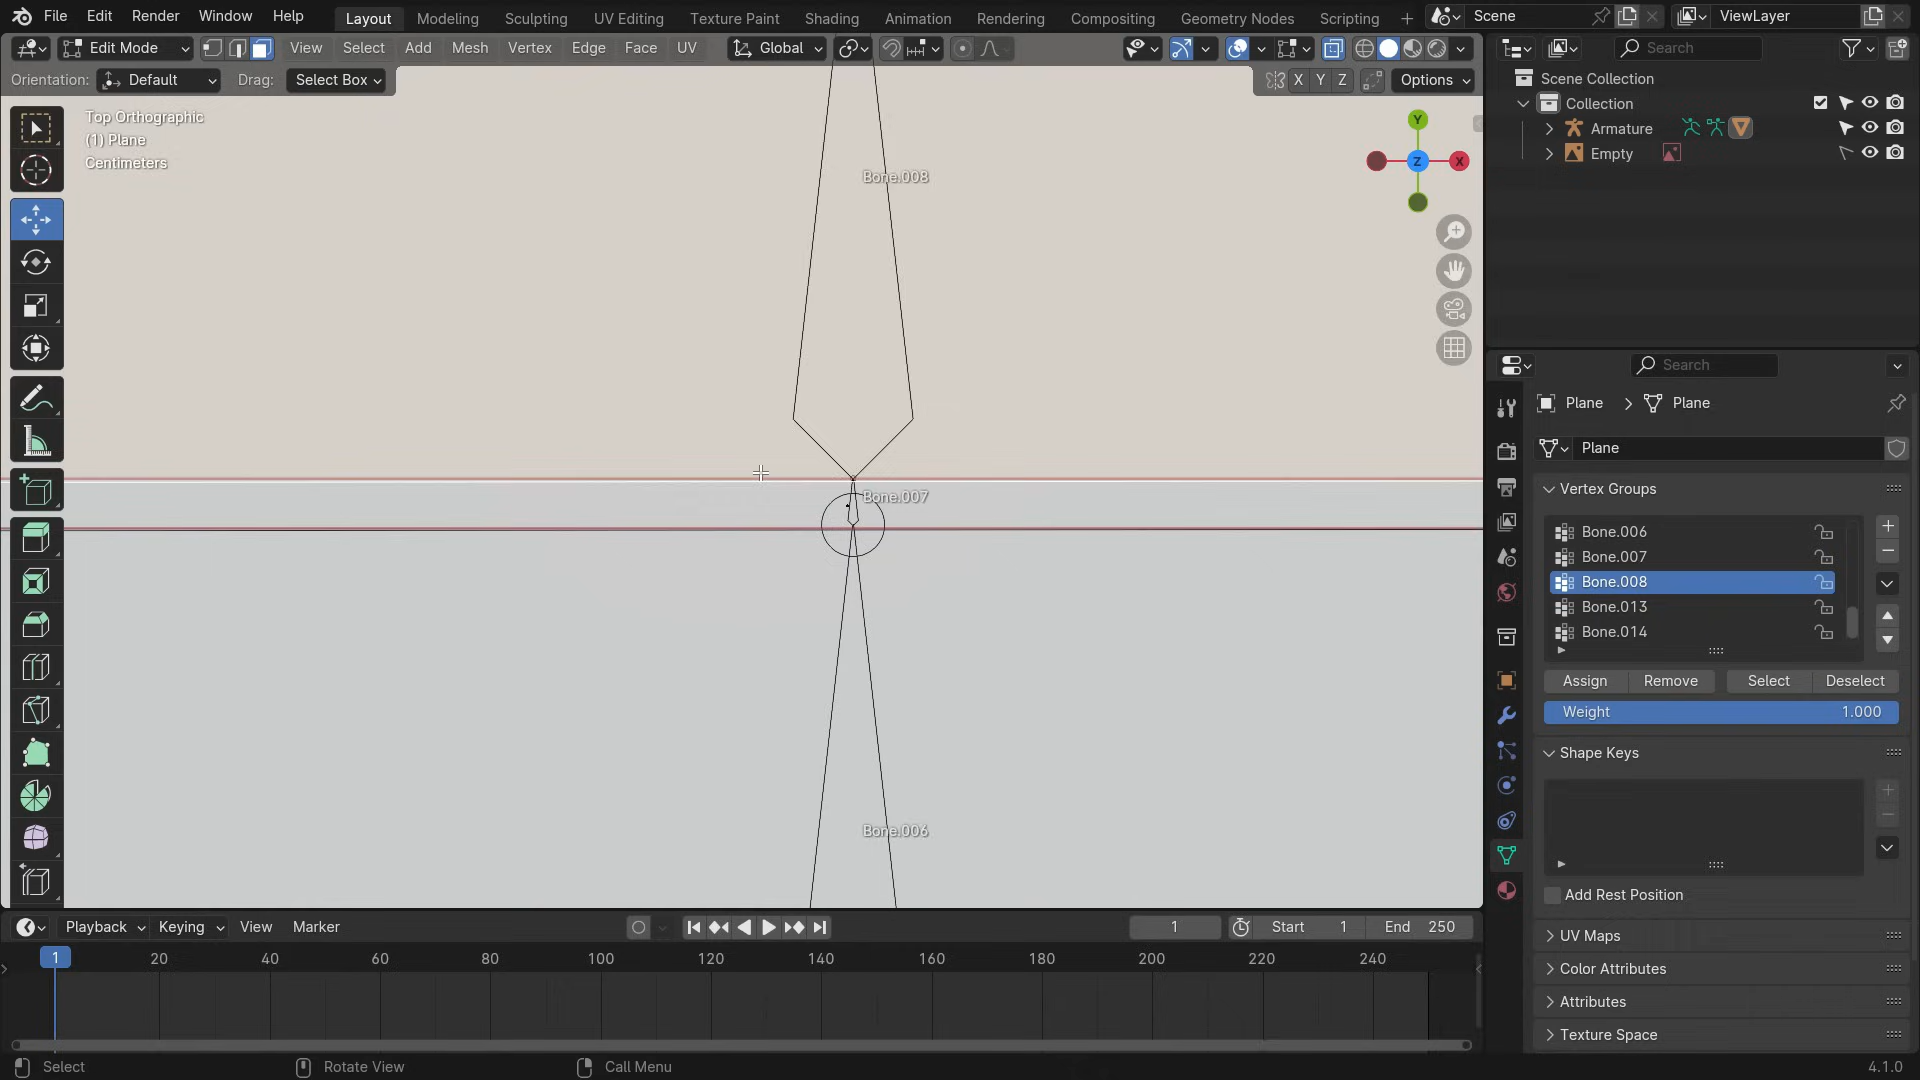 File Edit Render Window Help Layout Modeling Sculpting UV Editing Texture Paint Shading Animation Rendering Compositing Geometry Nodes Scripting + Scene ViewLayer
Edit Mode View Select Add Mesh Vertex Edge Face UV Global Search
Orientation: Default Drag: Select Box X Y Z Options
Scene Collection
Collection
Armature
Empty
Top Orthographic
(1) Plane
Centimeters
Y
Z X
Bone.008
Bone.007
Bone.006
Search
Plane > Plane
Plane
Vertex Groups
Bone.006
Bone.007
Bone.008
Bone.013
Bone.014
Assign Remove Select Deselect
Weight 1.000
Shape Keys
Add Rest Position
UV Maps
Color Attributes
Attributes
Texture Space
Playback Keying View Marker 1 Start 1 End 250
1 20 40 60 80 100 120 140 160 180 200 220 240
Select Rotate View Call Menu 4.1.0